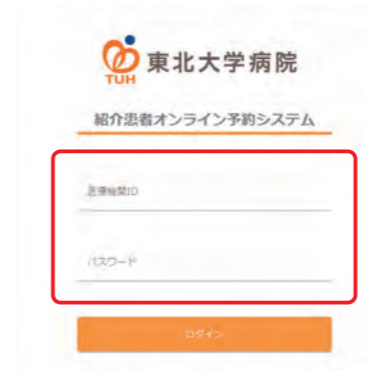 TUH
東北大学病院
紹介患者オンライン予約システム
医療機関ID
パスワード
ログイン